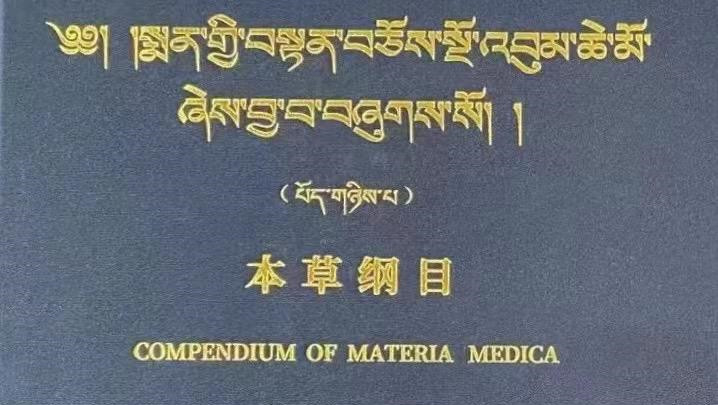 ༄༅། །སྨན་གྱི་བསྟན་བཅོས་སྔོ་འབུམ་ཆེ་མོ་
ཞེས་བྱ་བ་བཞུགས་སོ། །
(པོད་གཉིས་པ)
本草纲目
COMPENDIUM OF MATERIA MEDICA